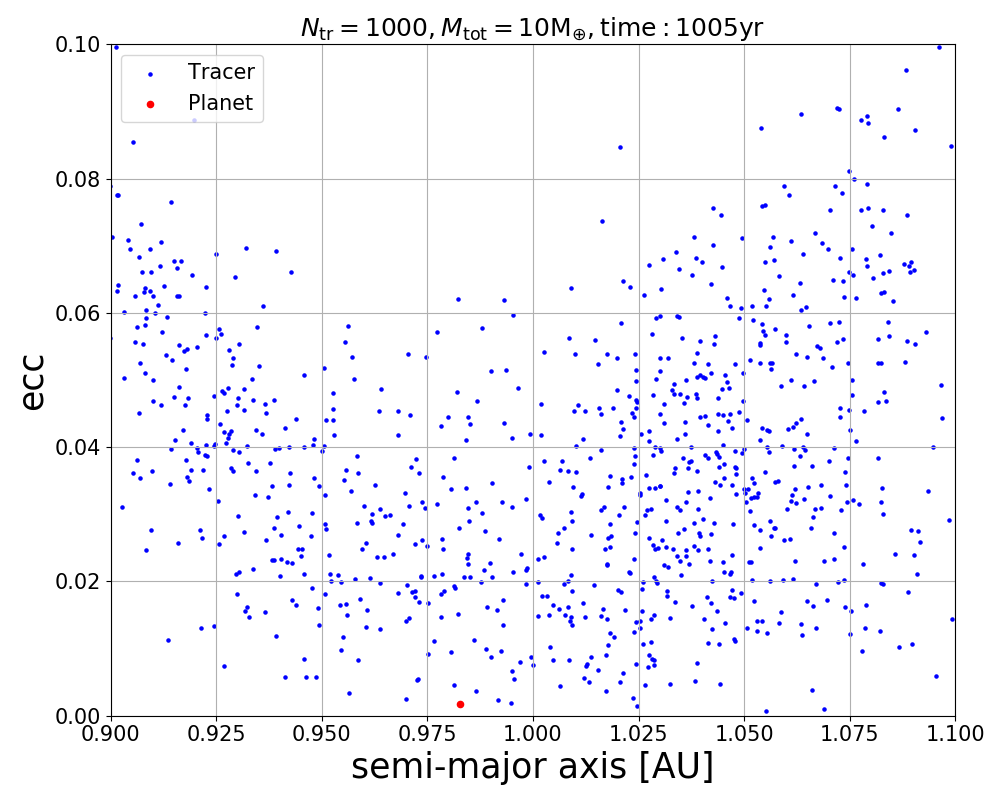 N_tr = 1000, M_tot = 10M_⊕, time : 1005yr
Tracer
Planet
ecc
0.10
0.08
0.06
0.04
0.02
0.00
0.900 0.925 0.950 0.975 1.000 1.025 1.050 1.075 1.100
semi-major axis [AU]